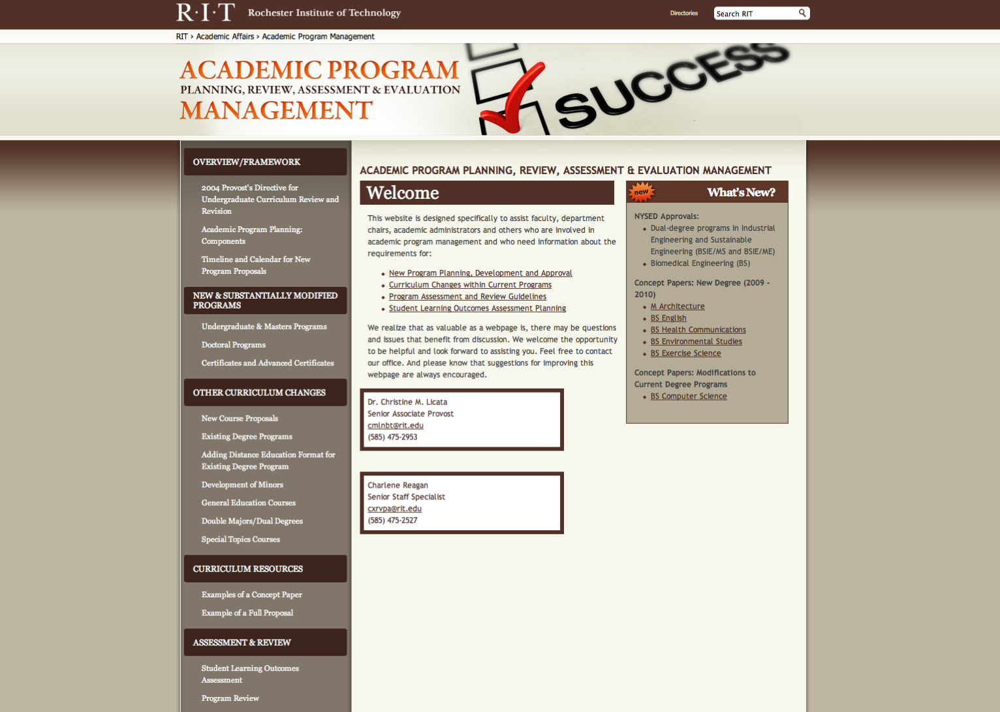 R·I·T Rochester Institute of Technology
Directories
Search RIT
RIT › Academic Affairs › Academic Program Management
ACADEMIC PROGRAM
PLANNING, REVIEW, ASSESSMENT & EVALUATION
MANAGEMENT
SUCCESS
OVERVIEW/FRAMEWORK
2004 Provost's Directive for
Undergraduate Curriculum Review and
Revision
Academic Program Planning:
Components
Timeline and Calendar for New
Program Proposals
NEW & SUBSTANTIALLY MODIFIED
PROGRAMS
Undergraduate & Masters Programs
Doctoral Programs
Certificates and Advanced Certificates
OTHER CURRICULUM CHANGES
New Course Proposals
Existing Degree Programs
Adding Distance Education Format for
Existing Degree Program
Development of Minors
General Education Courses
Double Majors/Dual Degrees
Special Topics Courses
CURRICULUM RESOURCES
Examples of a Concept Paper
Example of a Full Proposal
ASSESSMENT & REVIEW
Student Learning Outcomes
Assessment
Program Review
ACADEMIC PROGRAM PLANNING, REVIEW, ASSESSMENT & EVALUATION MANAGEMENT
Welcome
This website is designed specifically to assist faculty, department
chairs, academic administrators and others who are involved in
academic program management and who need information about the
requirements for:
New Program Planning, Development and Approval
Curriculum Changes within Current Programs
Program Assessment and Review Guidelines
Student Learning Outcomes Assessment Planning
We realize that as valuable as a webpage is, there may be questions
and issues that benefit from discussion. We welcome the opportunity
to be helpful and look forward to assisting you. Feel free to contact
our office. And please know that suggestions for improving this
webpage are always encouraged.
Dr. Christine M. Licata
Senior Associate Provost
cmlnbt@rit.edu
(585) 475-2953
Charlene Reagan
Senior Staff Specialist
cxrvpa@rit.edu
(585) 475-2527
new
What's New?
NYSED Approvals:
Dual-degree programs in Industrial
Engineering and Sustainable
Engineering (BSIE/MS and BSIE/ME)
Biomedical Engineering (BS)
Concept Papers: New Degree (2009 -
2010)
M Architecture
BS English
BS Health Communications
BS Environmental Studies
BS Exercise Science
Concept Papers: Modifications to
Current Degree Programs
BS Computer Science